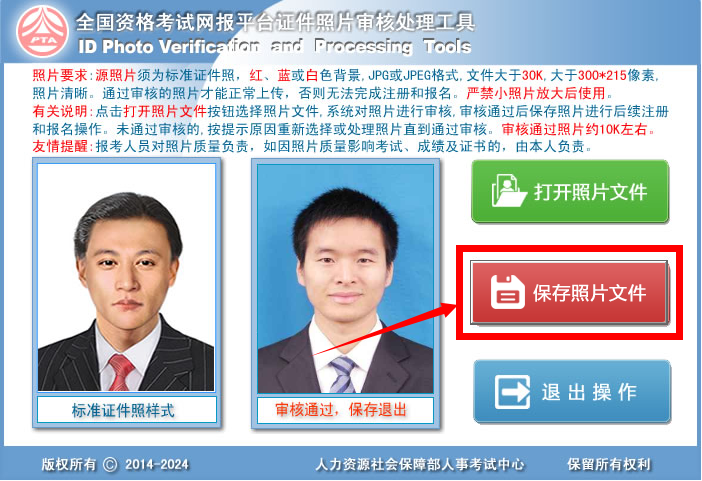 全国资格考试网报平台证件照片审核处理工具
PTA
ID Photo Verification and Processing Tools
照片要求:源照片须为标准证件照，红、蓝或白色背景,JPG或JPEG格式,文件大于30K,大于300*215像素,
照片清晰。通过审核的照片才能正常上传，否则无法完成注册和报名。严禁小照片放大后使用。
有关说明:点击打开照片文件按钮选择照片文件,系统对照片进行审核,审核通过后保存照片进行后续注册
和报名操作。未通过审核的,按提示原因重新选择或处理照片直到通过审核。审核通过照片约10K左右。
友情提醒:报考人员对照片质量负责，如因照片质量影响考试、成绩及证书的，由本人负责。
打开照片文件
保存照片文件
退出操作
标准证件照样式
审核通过，保存退出
版权所有 © 2014-2024 人力资源社会保障部人事考试中心 保留所有权利